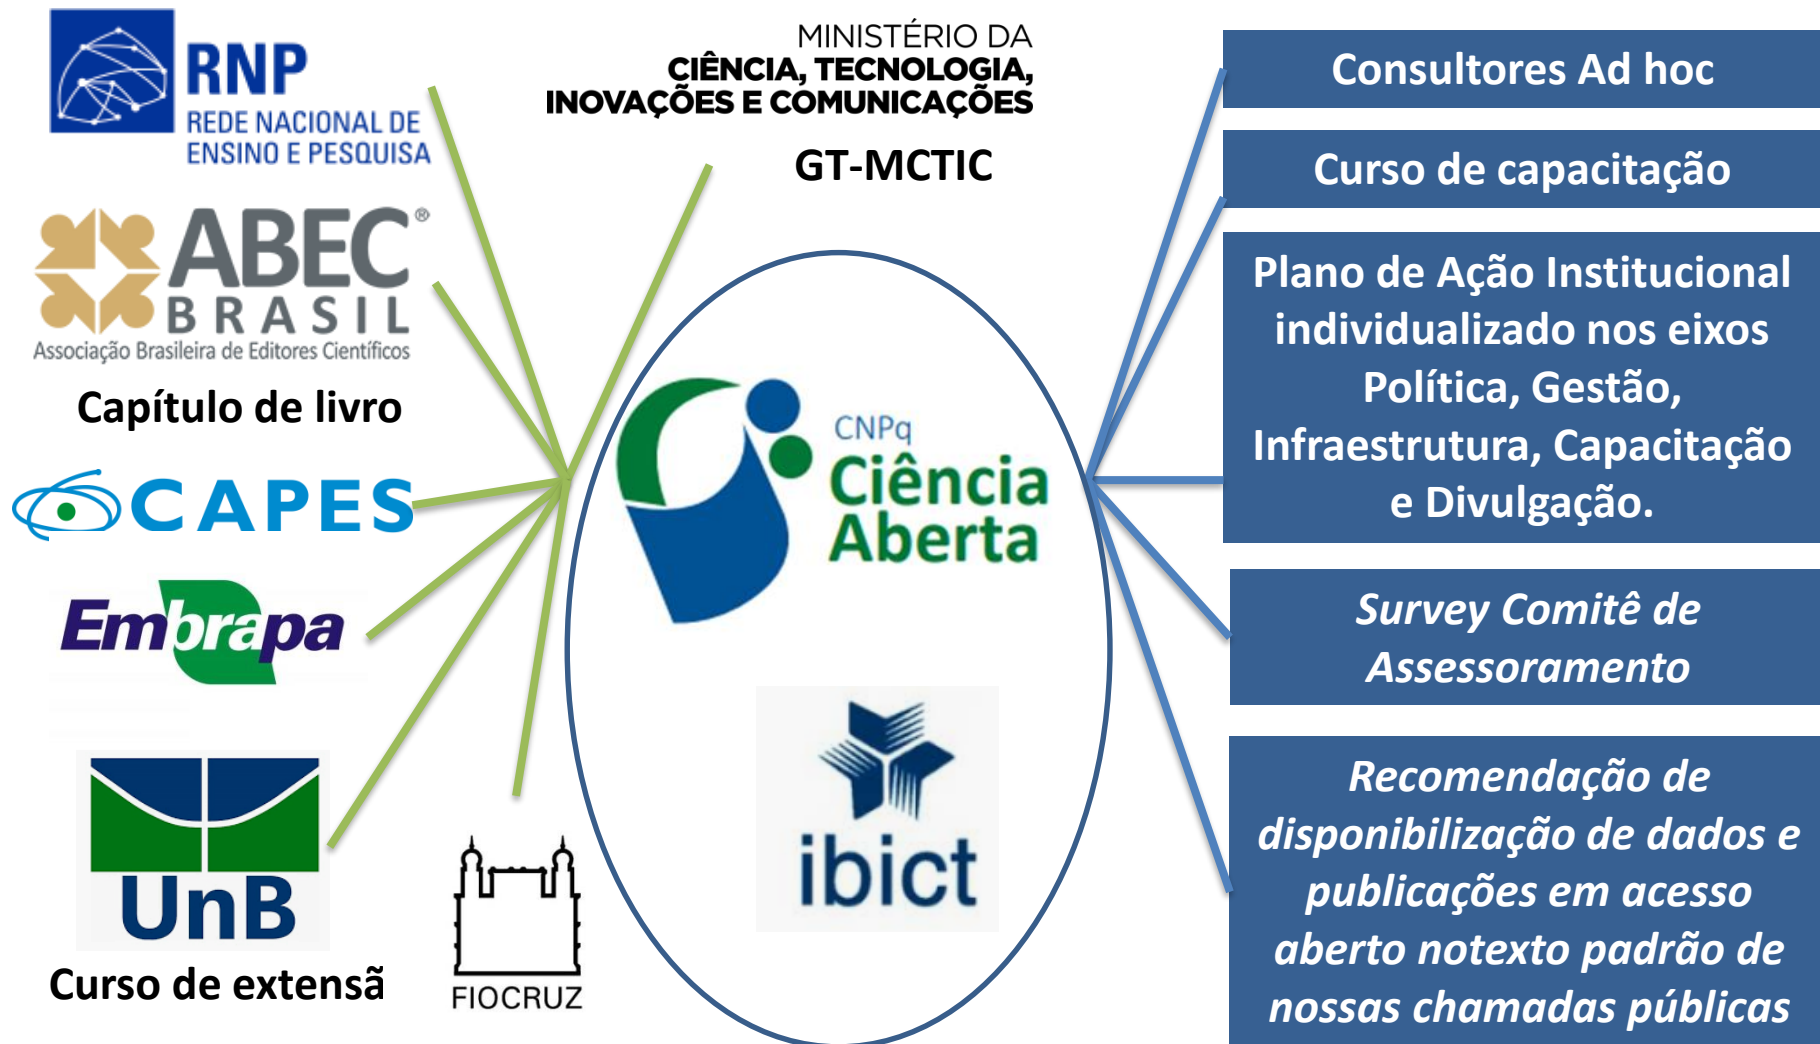 RNP
REDE NACIONAL DE
ENSINO E PESQUISA
MINISTÉRIO DA
CIÊNCIA, TECNOLOGIA,
INOVAÇÕES E COMUNICAÇÕES
GT-MCTIC
ABEC®
BRASIL
Associação Brasileira de Editores Científicos
Capítulo de livro
CAPES
Embrapa
UnB
Curso de extensã
FIOCRUZ
CNPq
Ciência
Aberta
ibict
Consultores Ad hoc
Curso de capacitação
Plano de Ação Institucional
individualizado nos eixos
Política, Gestão,
Infraestrutura, Capacitação
e Divulgação.
Survey Comitê de
Assessoramento
Recomendação de
disponibilização de dados e
publicações em acesso
aberto notexto padrão de
nossas chamadas públicas